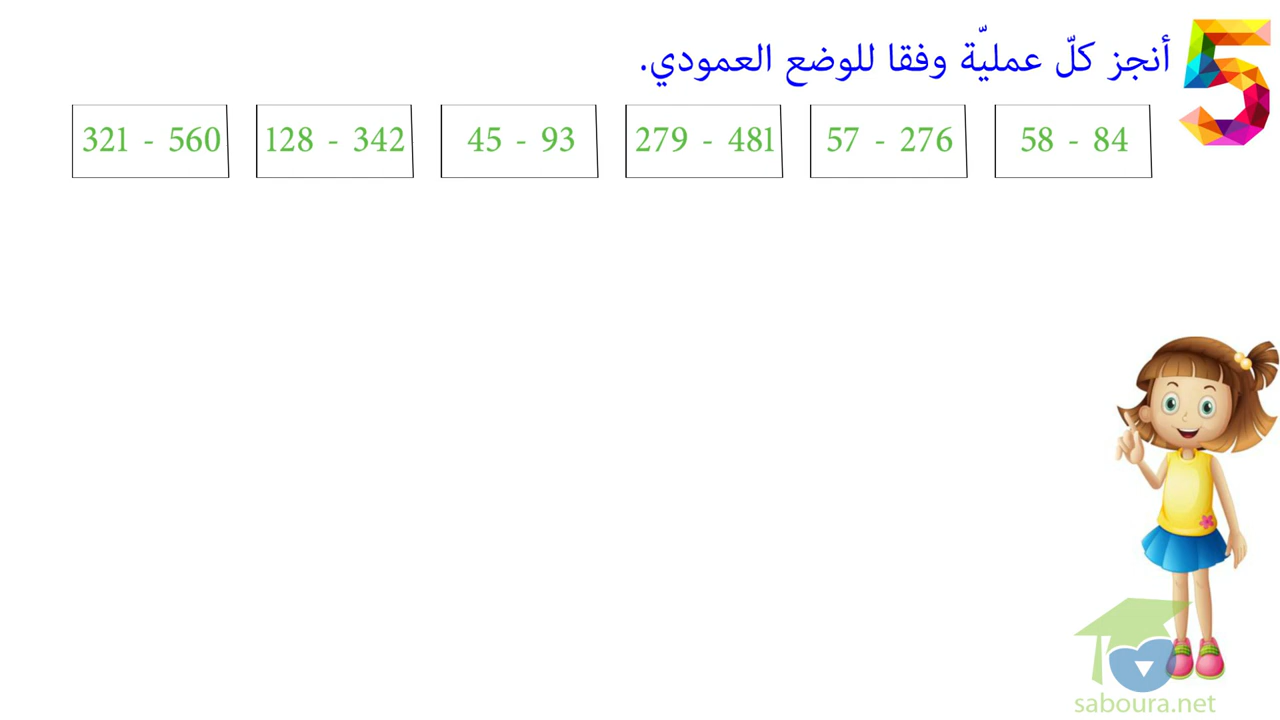 5
أنجز كلّ عمليّة وفقا للوضع العمودي.
58 - 84
57 - 276
279 - 481
45 - 93
128 - 342
321 - 560
saboura.net